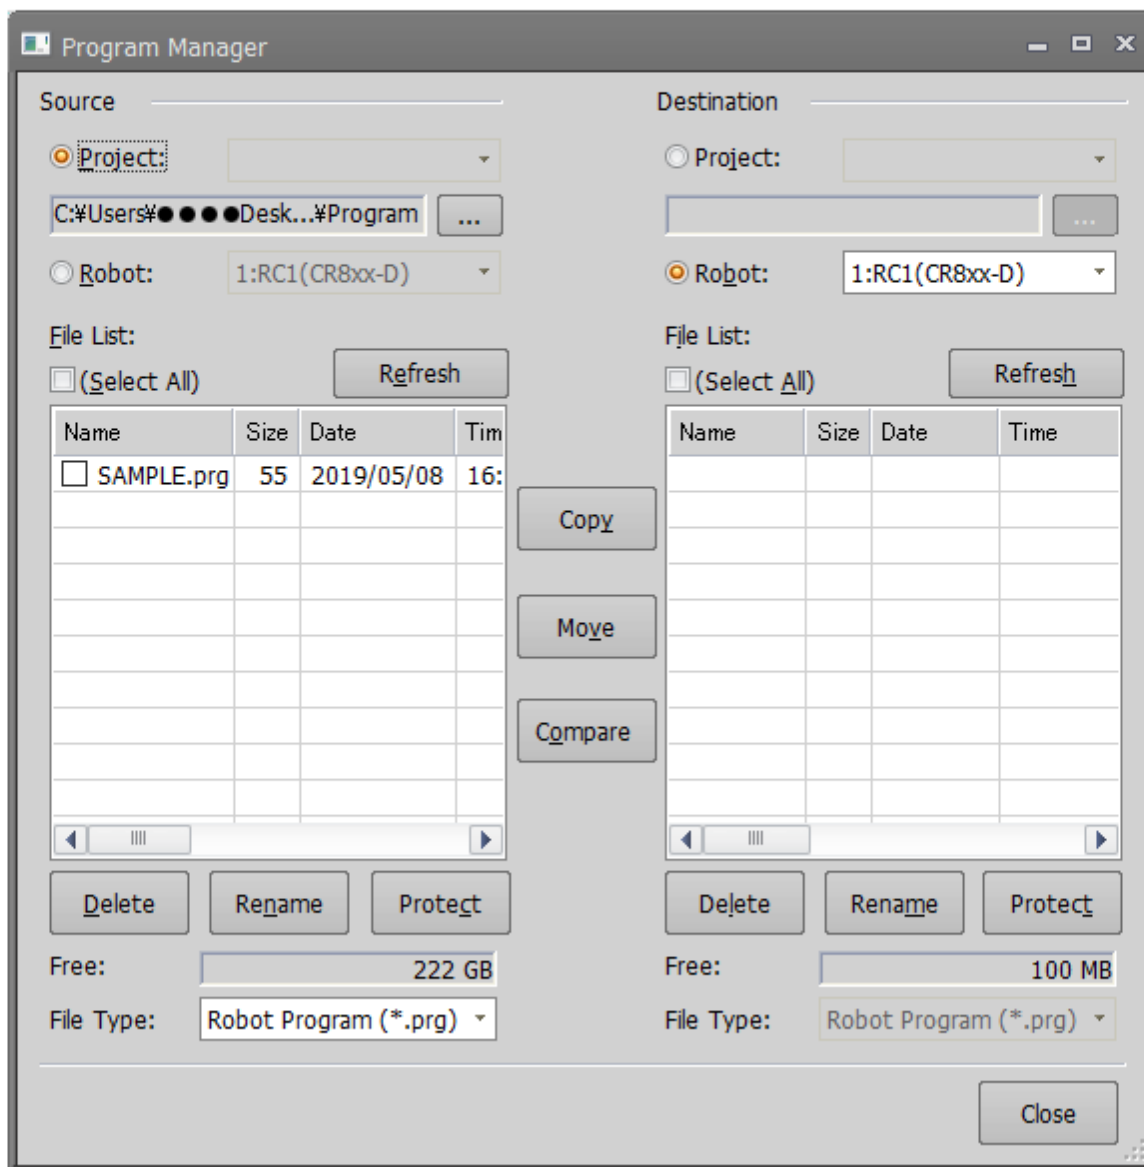 Program Manager
Source
Project:
C:¥Users¥●●●●Desk...¥Program ...
Robot: 1:RC1(CR8xx-D)
File List:
(Select All) Refresh
Name Size Date Tim
SAMPLE.prg 55 2019/05/08 16:
Delete Rename Protect
Free: 222 GB
File Type: Robot Program (*.prg)
Copy
Move
Compare
Destination
Project:
...
Robot: 1:RC1(CR8xx-D)
File List:
(Select All) Refresh
Name Size Date Time
Delete Rename Protect
Free: 100 MB
File Type: Robot Program (*.prg)
Close